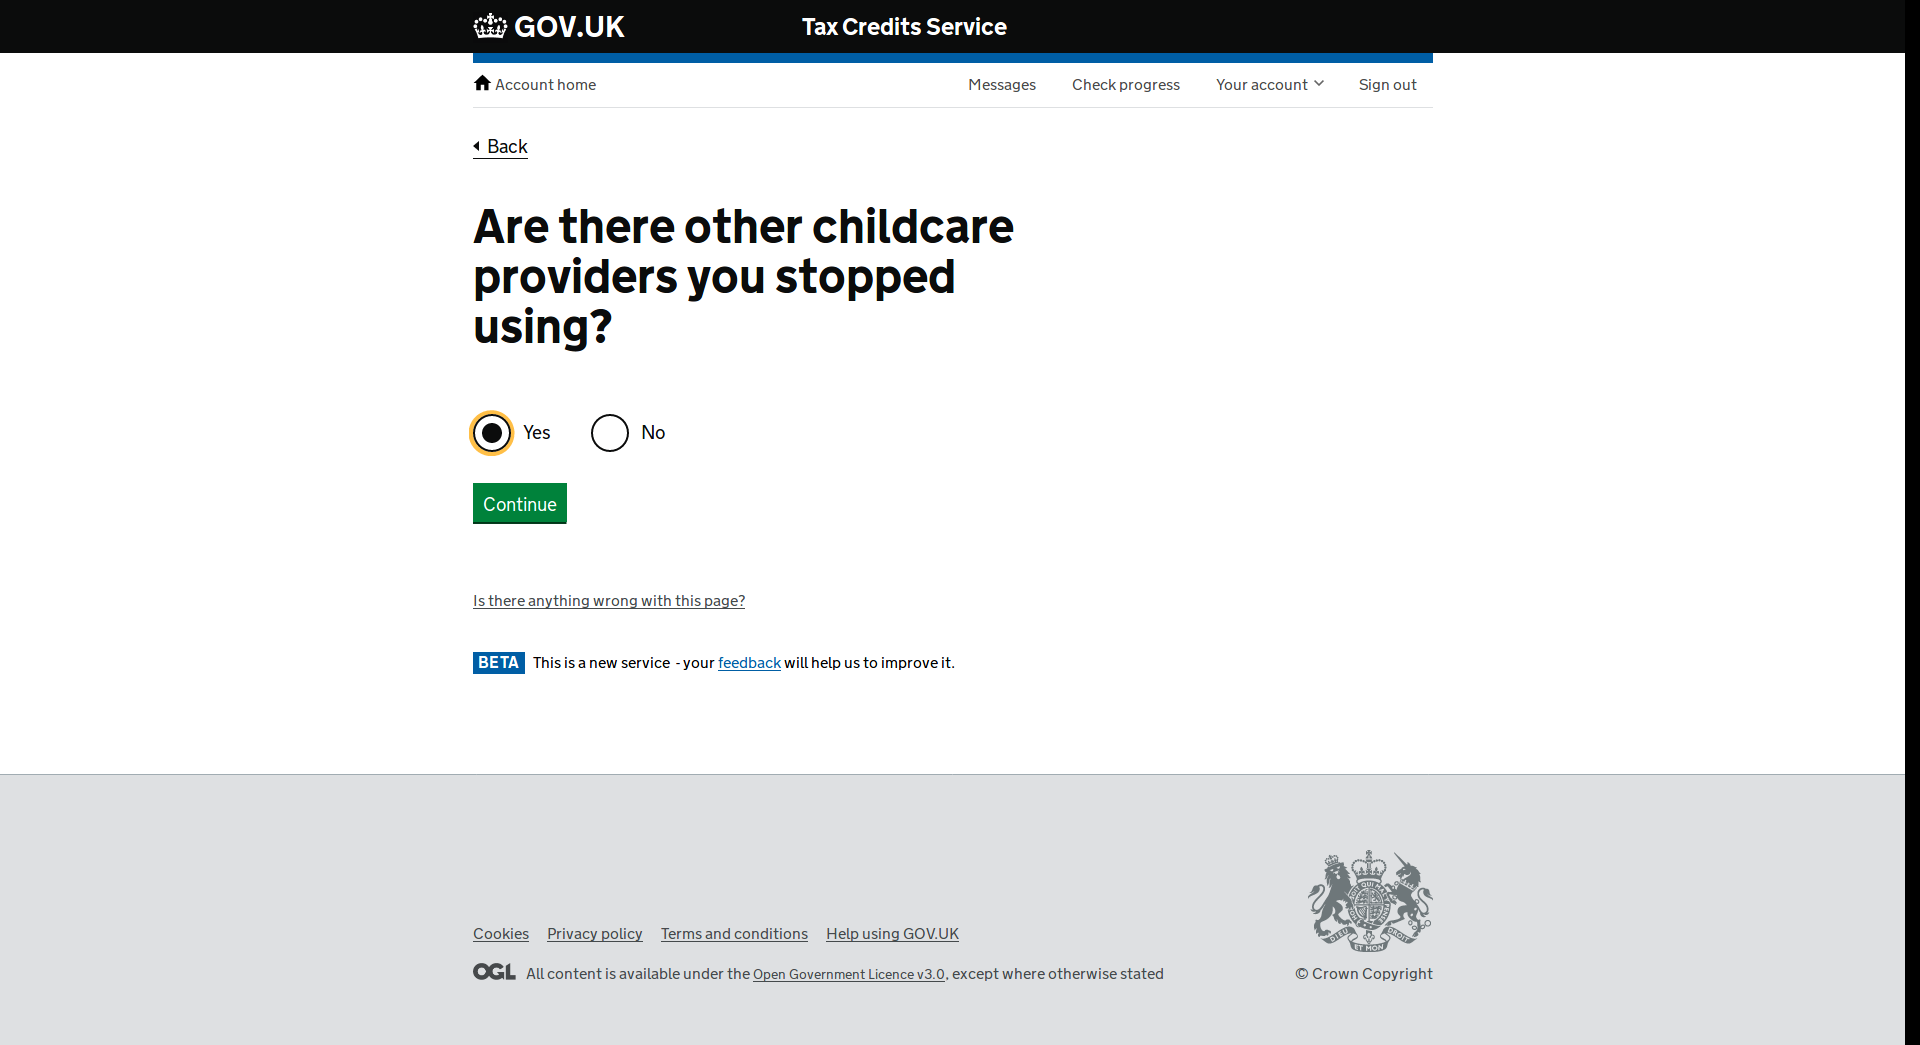 GOV.UK
Tax Credits Service
Account home
Messages
Check progress
Your account
Sign out
Back
Are there other childcare
providers you stopped
using?
Yes
No
Continue
Is there anything wrong with this page?
BETA This is a new service - your feedback will help us to improve it.
Cookies
Privacy policy
Terms and conditions
Help using GOV.UK
OGL All content is available under the Open Government Licence v3.0, except where otherwise stated
© Crown Copyright